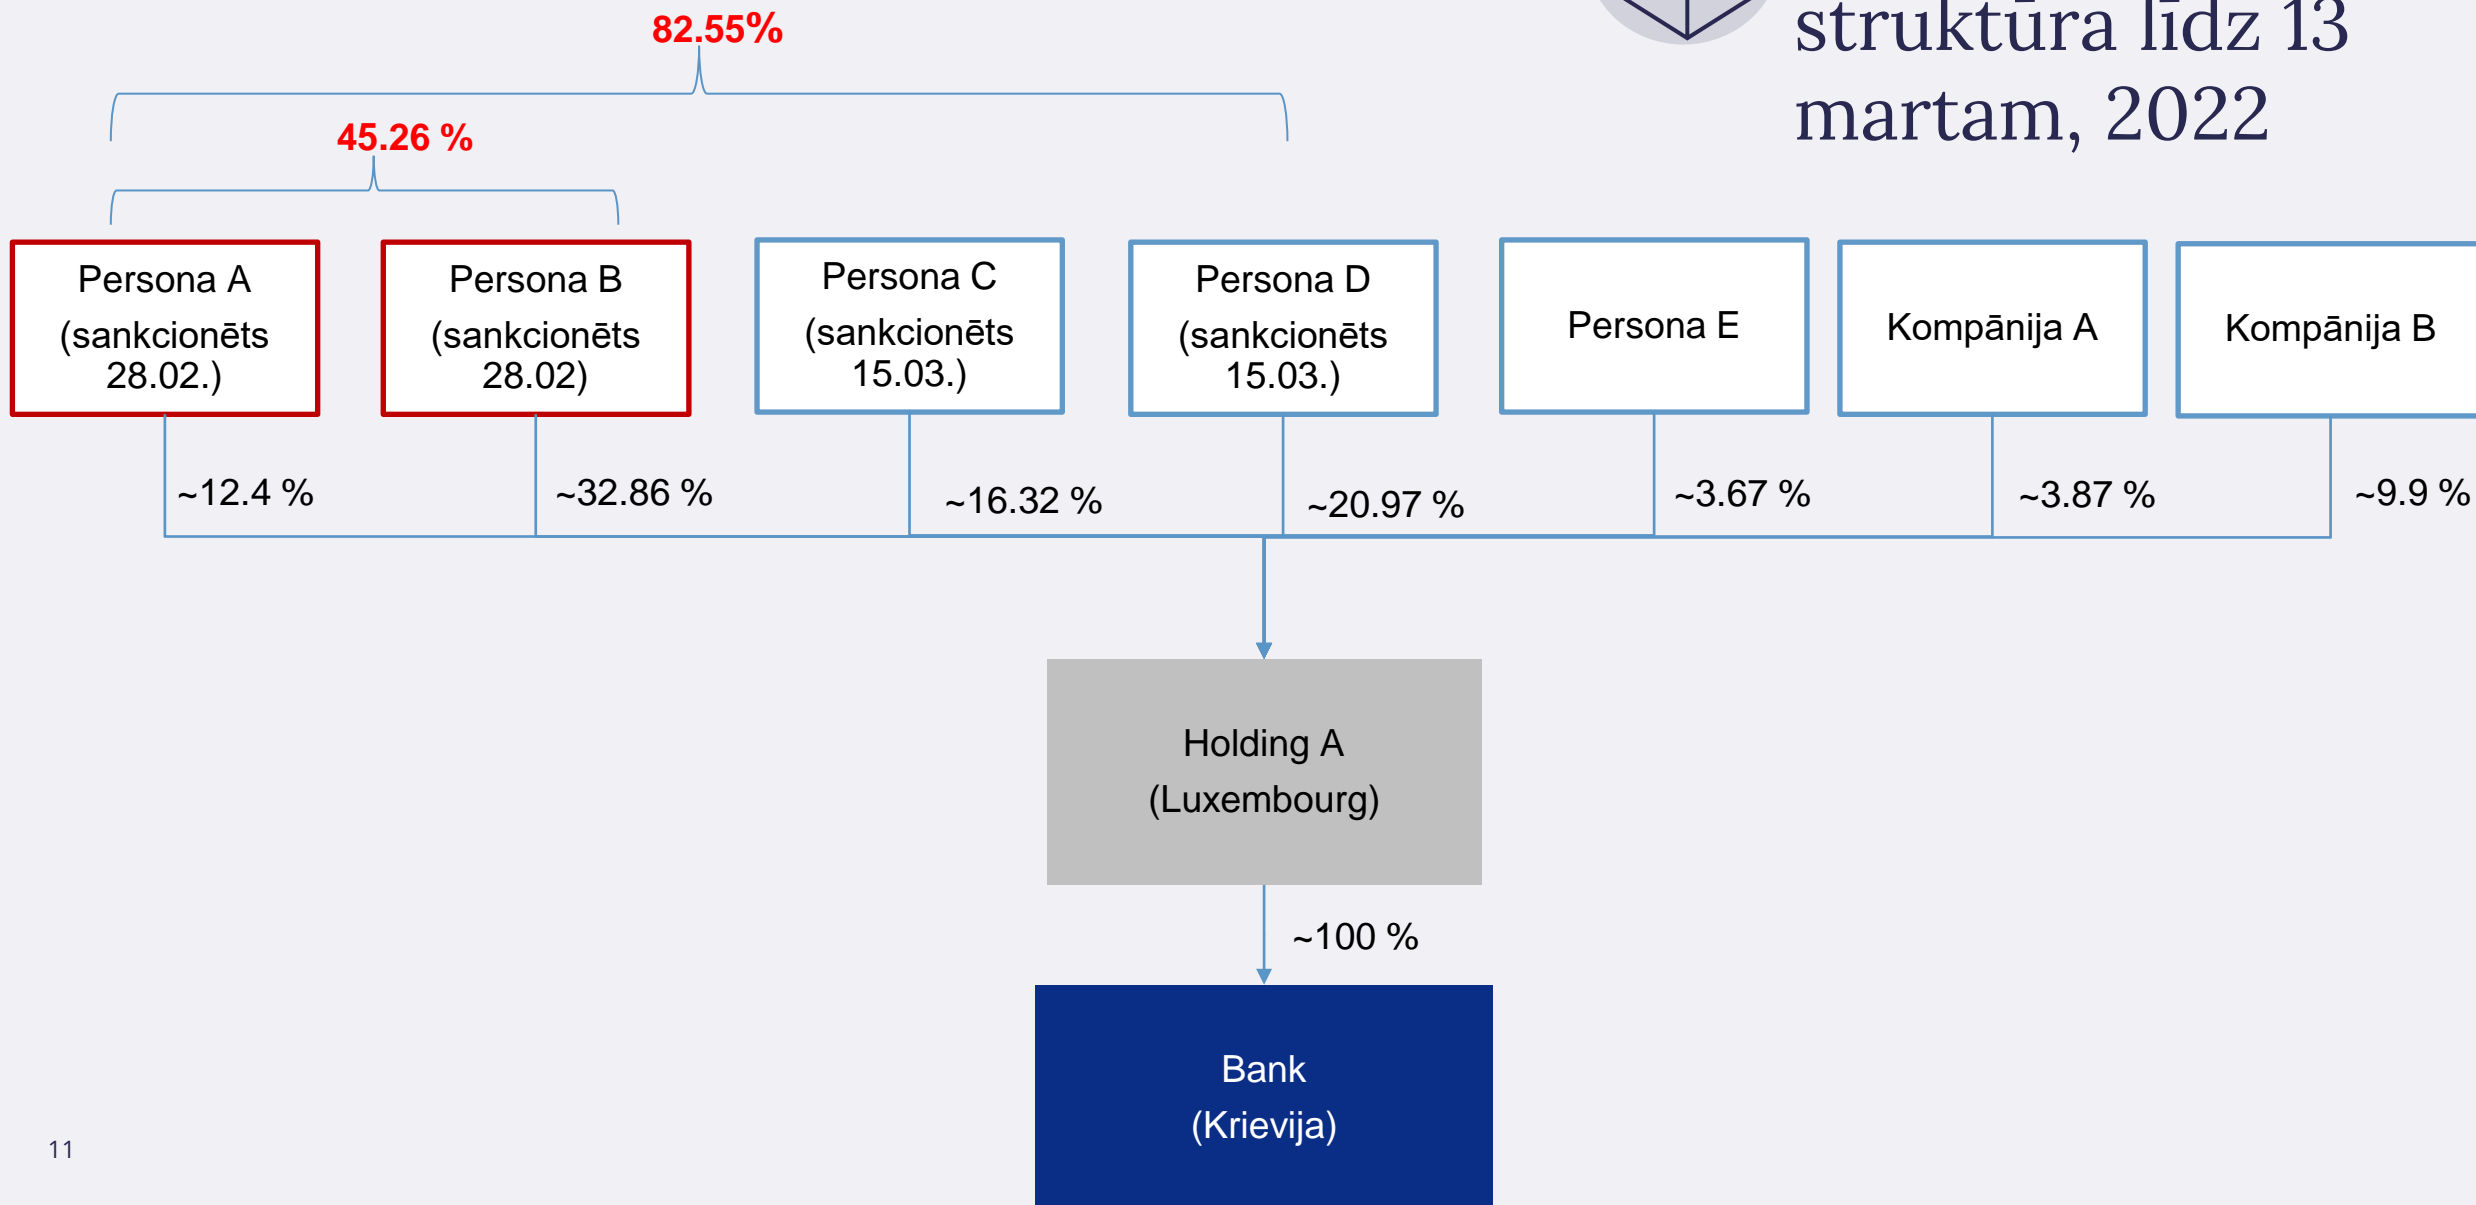 struktūra līdz 13
martam, 2022
82.55%
45.26 %
Persona A
(sankcionēts
28.02.)
Persona B
(sankcionēts
28.02)
Persona C
(sankcionēts
15.03.)
Persona D
(sankcionēts
15.03.)
Persona E
Kompānija A
Kompānija B
~12.4 %
~32.86 %
~16.32 %
~20.97 %
~3.67 %
~3.87 %
~9.9 %
Holding A
(Luxembourg)
~100 %
Bank
(Krievija)
11